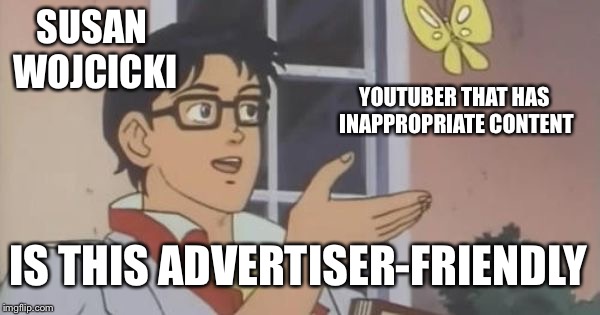 SUSAN
WOJCICKI
YOUTUBER THAT HAS
INAPPROPRIATE CONTENT
IS THIS ADVERTISER-FRIENDLY
imgflip.com